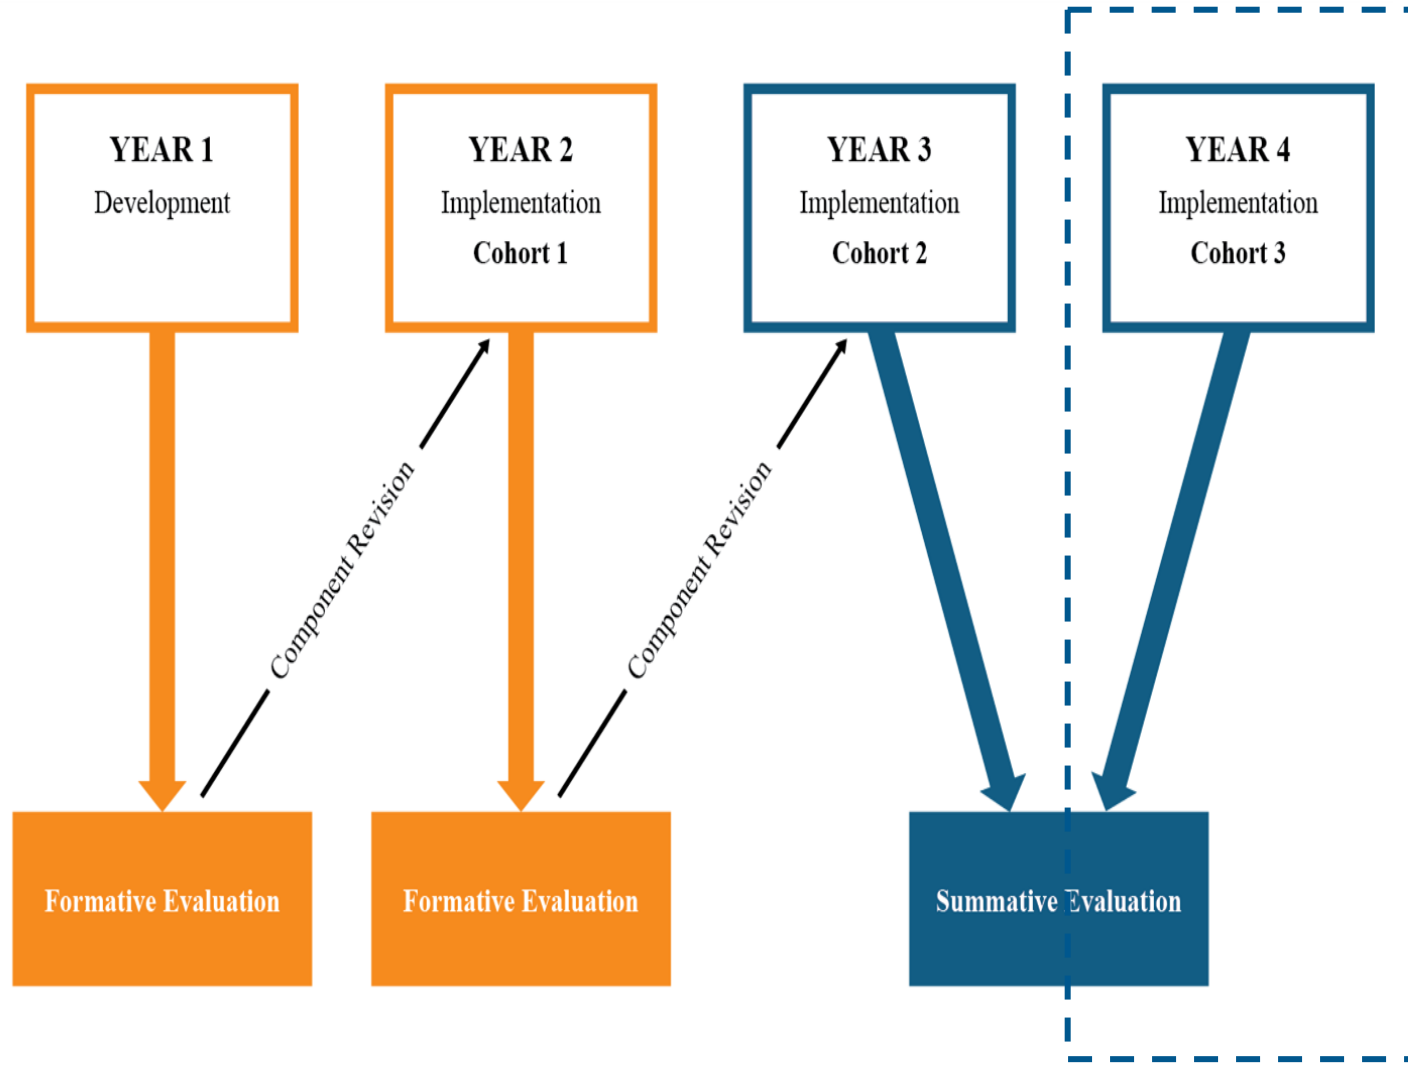 YEAR 1
Development
YEAR 2
Implementation
Cohort 1
YEAR 3
Implementation
Cohort 2
YEAR 4
Implementation
Cohort 3
Component Revision
Component Revision
Formative Evaluation
Formative Evaluation
Summative Evaluation